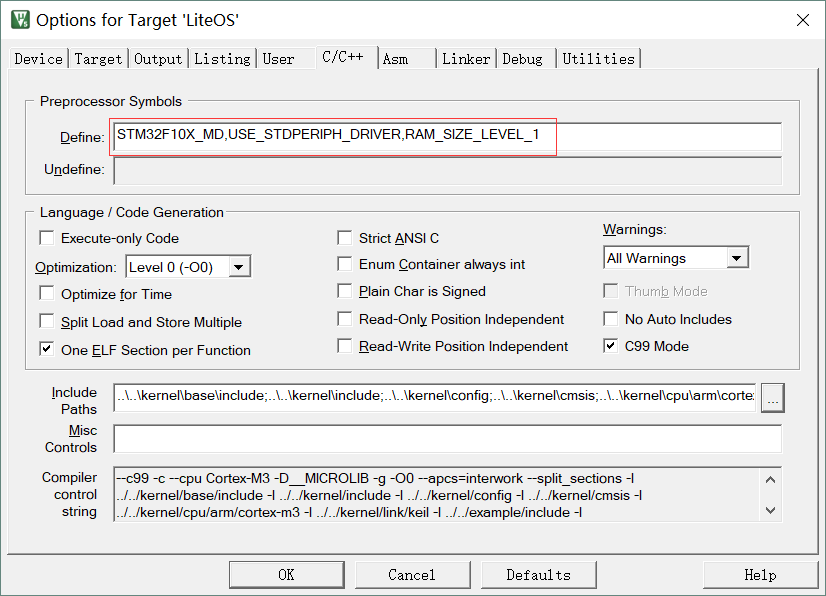 Options for Target 'LiteOS'
Device Target Output Listing User C/C++ Asm Linker Debug Utilities
Preprocessor Symbols
Define: STM32F10X_MD,USE_STDPERIPH_DRIVER,RAM_SIZE_LEVEL_1
Undefine:
Language / Code Generation
Execute-only Code
Optimization: Level 0 (-O0)
Optimize for Time
Split Load and Store Multiple
One ELF Section per Function
Strict ANSI C
Enum Container always int
Plain Char is Signed
Read-Only Position Independent
Read-Write Position Independent
Warnings:
All Warnings
Thumb Mode
No Auto Includes
C99 Mode
Include
Paths
..\..\kernel\base\include;..\..\kernel\include;..\..\kernel\config;..\..\kernel\cmsis;..\..\kernel\cpu\arm\cortex
...
Misc
Controls
Compiler
control
string
--c99 -c --cpu Cortex-M3 -D__MICROLIB -g -O0 --apcs=interwork --split_sections -I
../../kernel/base/include -I ../../kernel/include -I ../../kernel/config -I ../../kernel/cmsis -I
../../kernel/cpu/arm/cortex-m3 -I ../../kernel/link/keil -I ../../example/include -I
OK Cancel Defaults Help